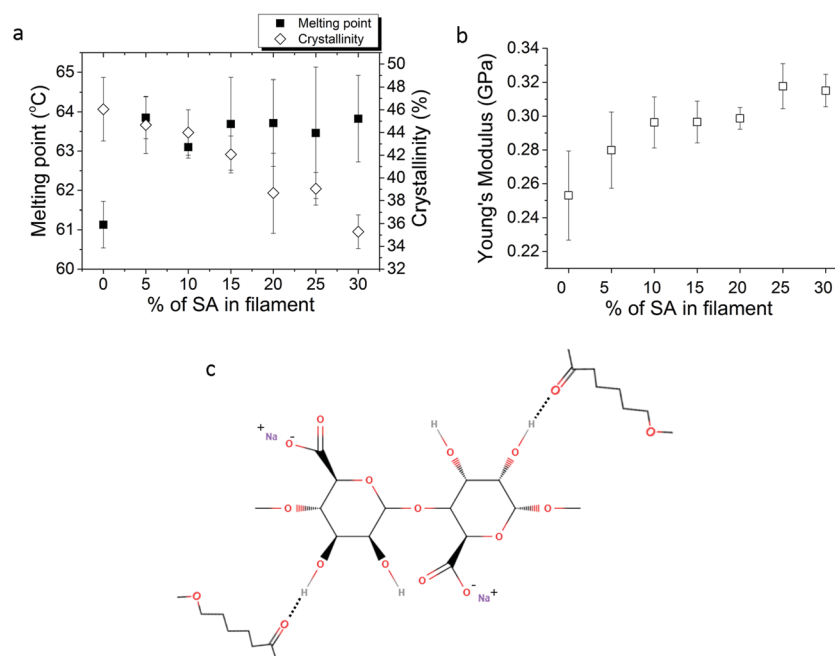 a
Melting point
Crystallinity
65
64
63
62
61
60
Melting point (°C)
50
48
46
44
42
40
38
36
34
32
Crystallinity (%)
0 5 10 15 20 25 30
% of SA in filament
b
0.34
0.32
0.30
0.28
0.26
0.24
0.22
Young's Modulus (GPa)
0 5 10 15 20 25 30
% of SA in filament
c
O
O
H
H
O
+
Na
-
O
O
O
O
O
O
O
O
O
O
O
H
H
O
O
-
Na
+
O
O